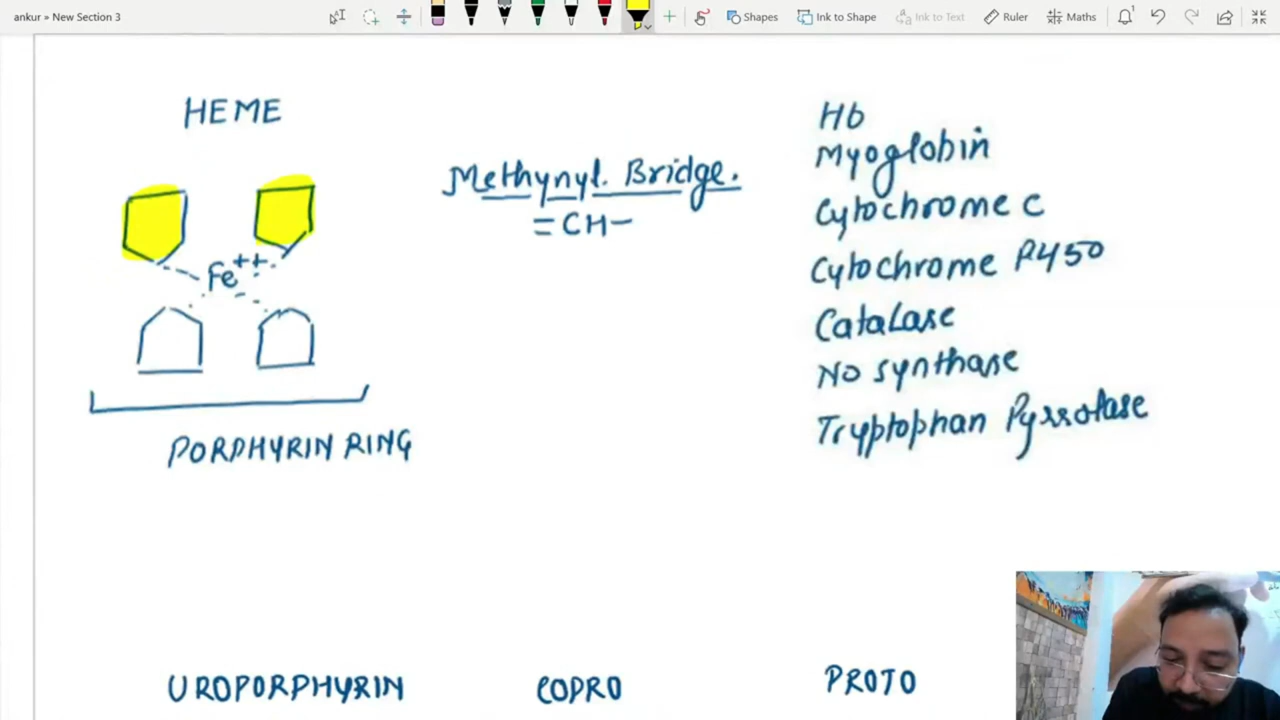 ankur » New Section 3
Shapes
Ink to Shape
Ink to Text
Ruler
Maths
HEME
Fe++
PORPHYRIN RING
Methynyl. Bridge.
=CH-
Hb
Myoglobin
Cytochrome c
Cytochrome P450
Catalase
No synthase
Tryptophan Pyrrolase
UROPORPHYRIN
COPRO
PROTO